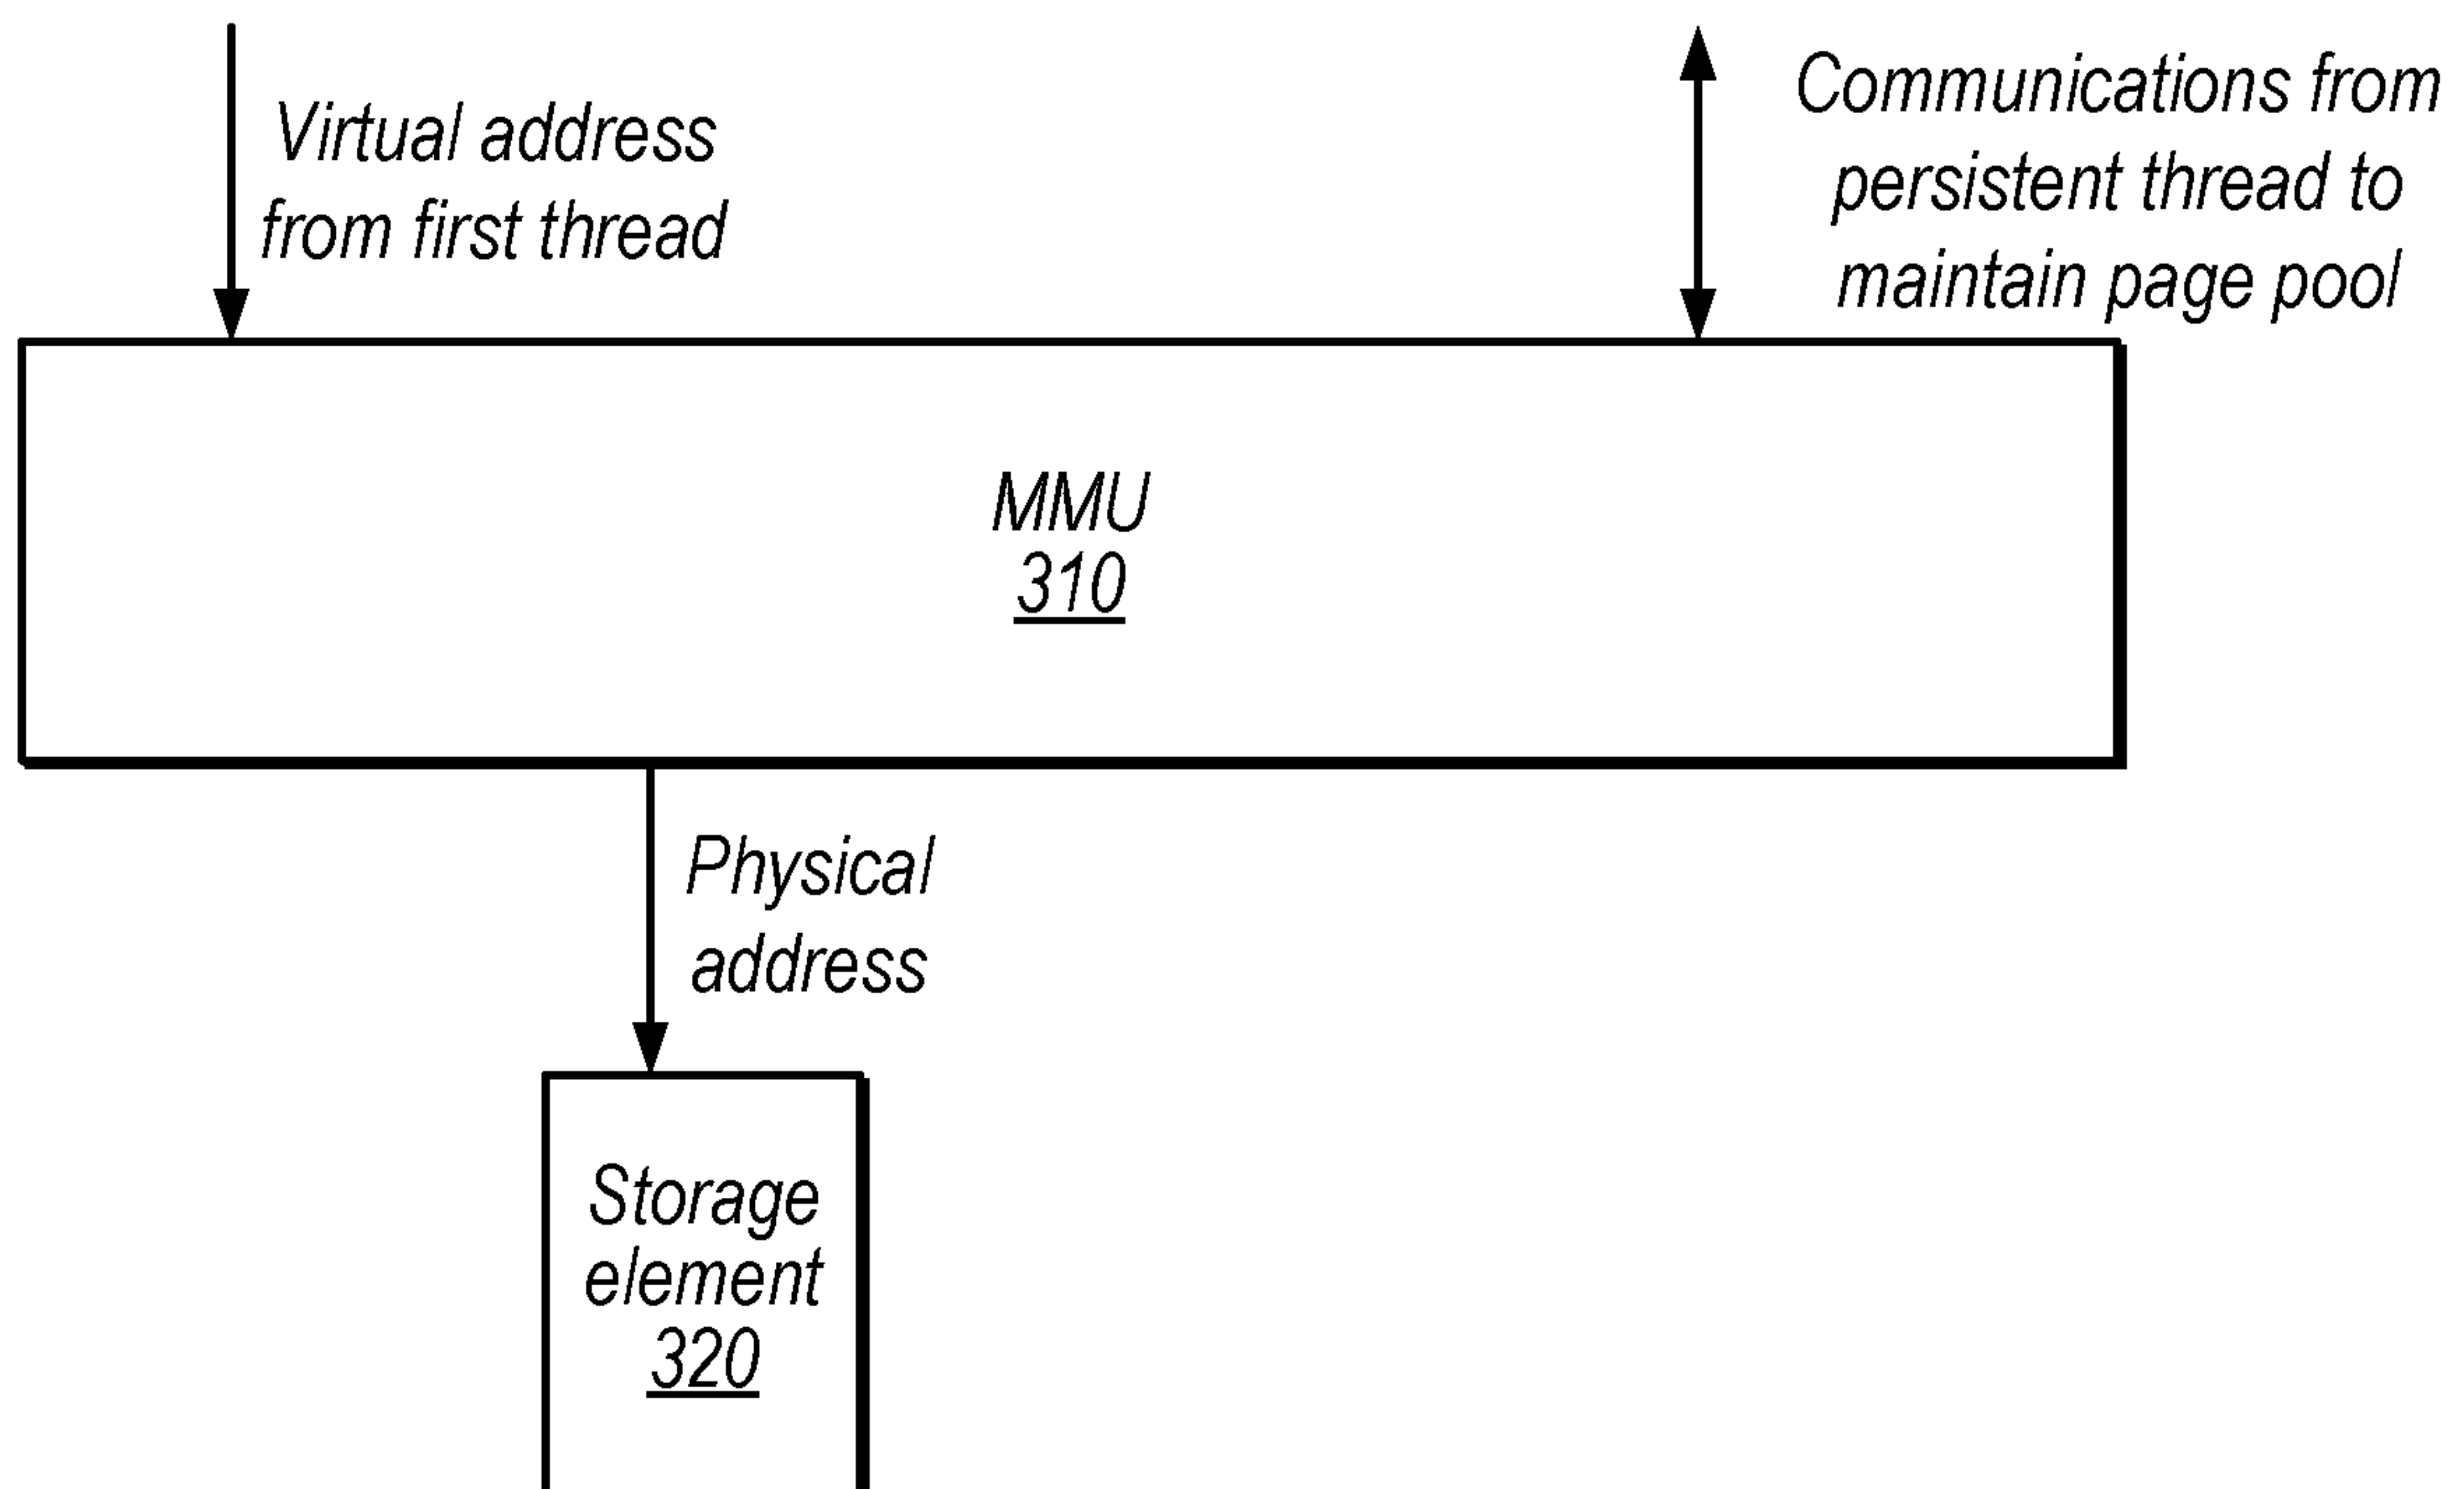 Virtual address
from first thread
Communications from
persistent thread to
maintain page pool
MMU
310
Physical
address
Storage
element
320